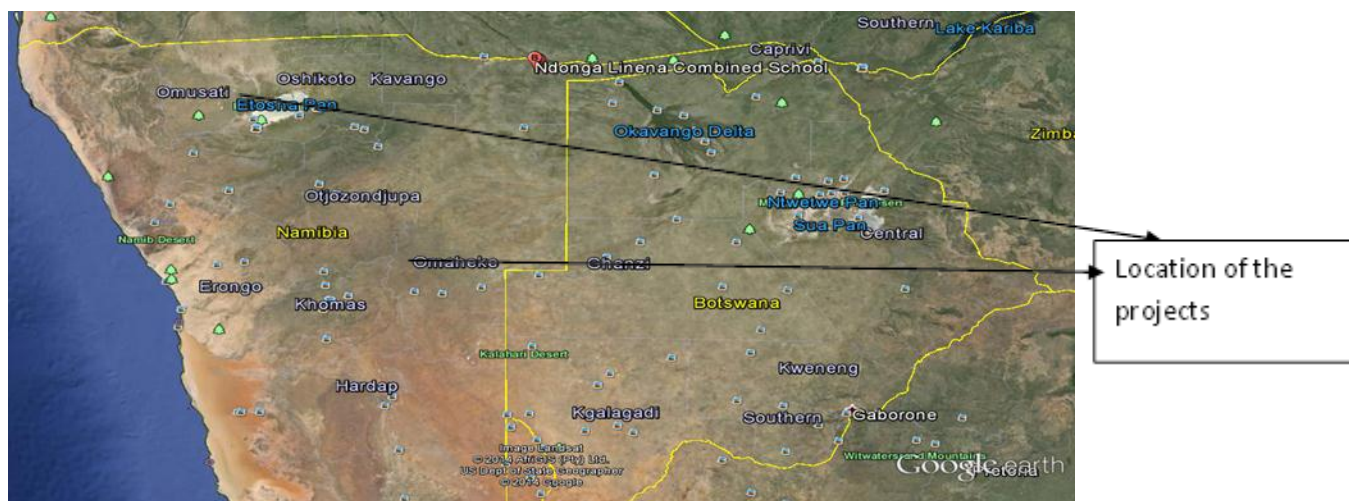 Southern
Lake Kariba
Caprivi
Ndonga Linena Combined School
Oshikoto Kavango
Omusati
Etosha Pan
Okavango Delta
Zimba
Otjozondjupa
Ntwetwe Pan
Sua Pan
Central
Namibia
Namib Desert
Omaheke
Ghanzi
Location of the
projects
Erongo
Khomas
Botswana
Kalahari Desert
Kweneng
Hardap
Kgalagadi
Southern
Gaborone
Image Landsat
© 2014 AfriGIS (Pty) Ltd.
US Dept of State Geographer
© 2014 Google
Witwatersrand Mountains
Google earth
Pretoria